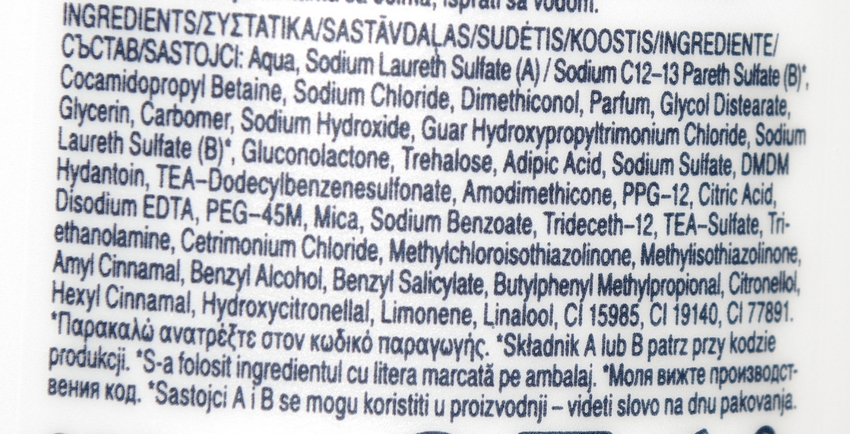 isprati sa vodom.
INGREDIENTS/ΣΥΣΤΑΤΙΚΑ/SASTĀVDAĻAS/SUDĖTIS/KOOSTIS/INGREDIENTE/
СЪСТАВ/SASTOJCI: Aqua, Sodium Laureth Sulfate (A) / Sodium C12–13 Pareth Sulfate (B)*,
Cocamidopropyl Betaine, Sodium Chloride, Dimethiconol, Parfum, Glycol Distearate,
Glycerin, Carbomer, Sodium Hydroxide, Guar Hydroxypropyltrimonium Chloride, Sodium
Laureth Sulfate (B)*, Gluconolactone, Trehalose, Adipic Acid, Sodium Sulfate, DMDM
Hydantoin, TEA–Dodecylbenzenesulfonate, Amodimethicone, PPG–12, Citric Acid,
Disodium EDTA, PEG–45M, Mica, Sodium Benzoate, Trideceth–12, TEA–Sulfate, Tri-
ethanolamine, Cetrimonium Chloride, Methylchloroisothiazolinone, Methylisothiazolinone,
Amyl Cinnamal, Benzyl Alcohol, Benzyl Salicylate, Butylphenyl Methylpropional, Citronellol,
Hexyl Cinnamal, Hydroxycitronellal, Limonene, Linalool, CI 15985, CI 19140, CI 77891.
*Παρακαλώ ανατρέξτε στον κωδικό παραγωγής. *Składnik A lub B patrz przy kodzie
produkcji. *S-a folosit ingredientul cu litera marcată pe ambalaj. *Моля вижте производст-
вения код. *Sastojci A i B se mogu koristiti u proizvodnji – videti slovo na dnu pakovanja.